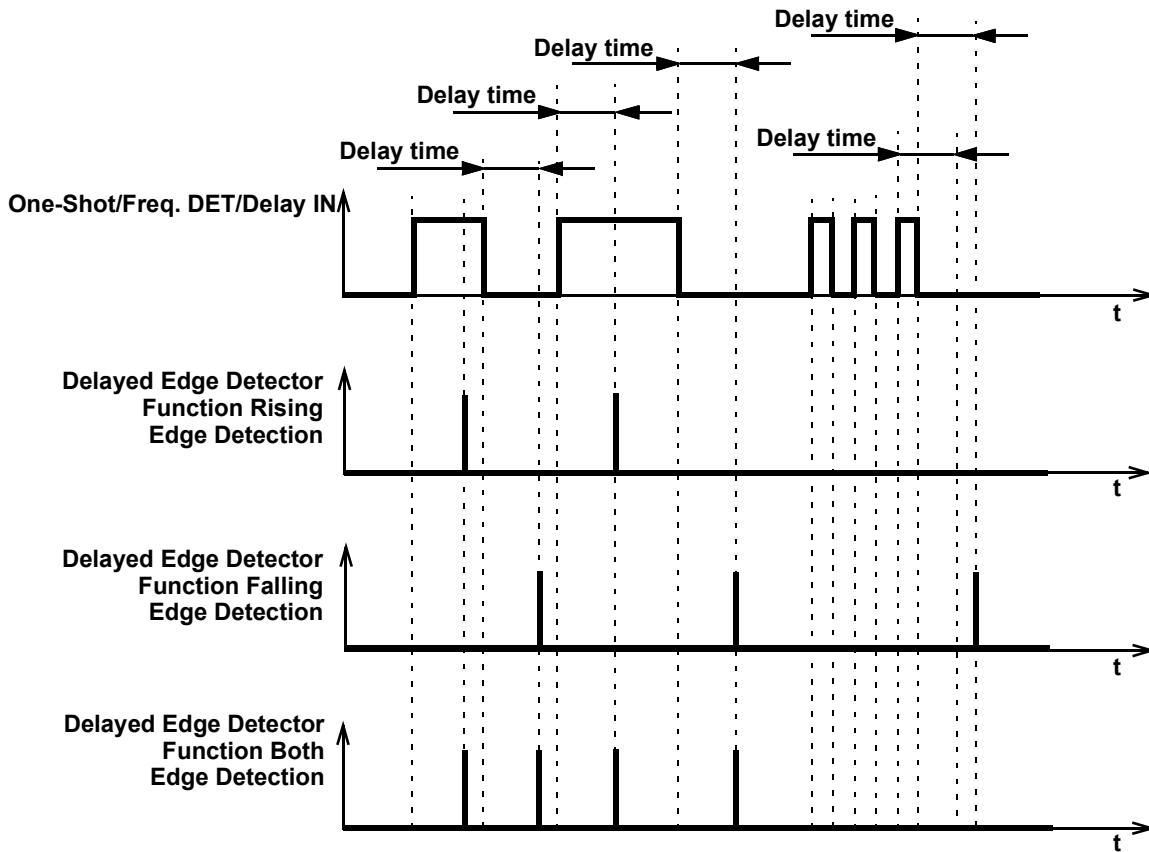 Delay time
Delay time
Delay time
Delay time
Delay time
One-Shot/Freq. DET/Delay IN
t
Delayed Edge Detector
Function Rising
Edge Detection
t
Delayed Edge Detector
Function Falling
Edge Detection
t
Delayed Edge Detector
Function Both
Edge Detection
t